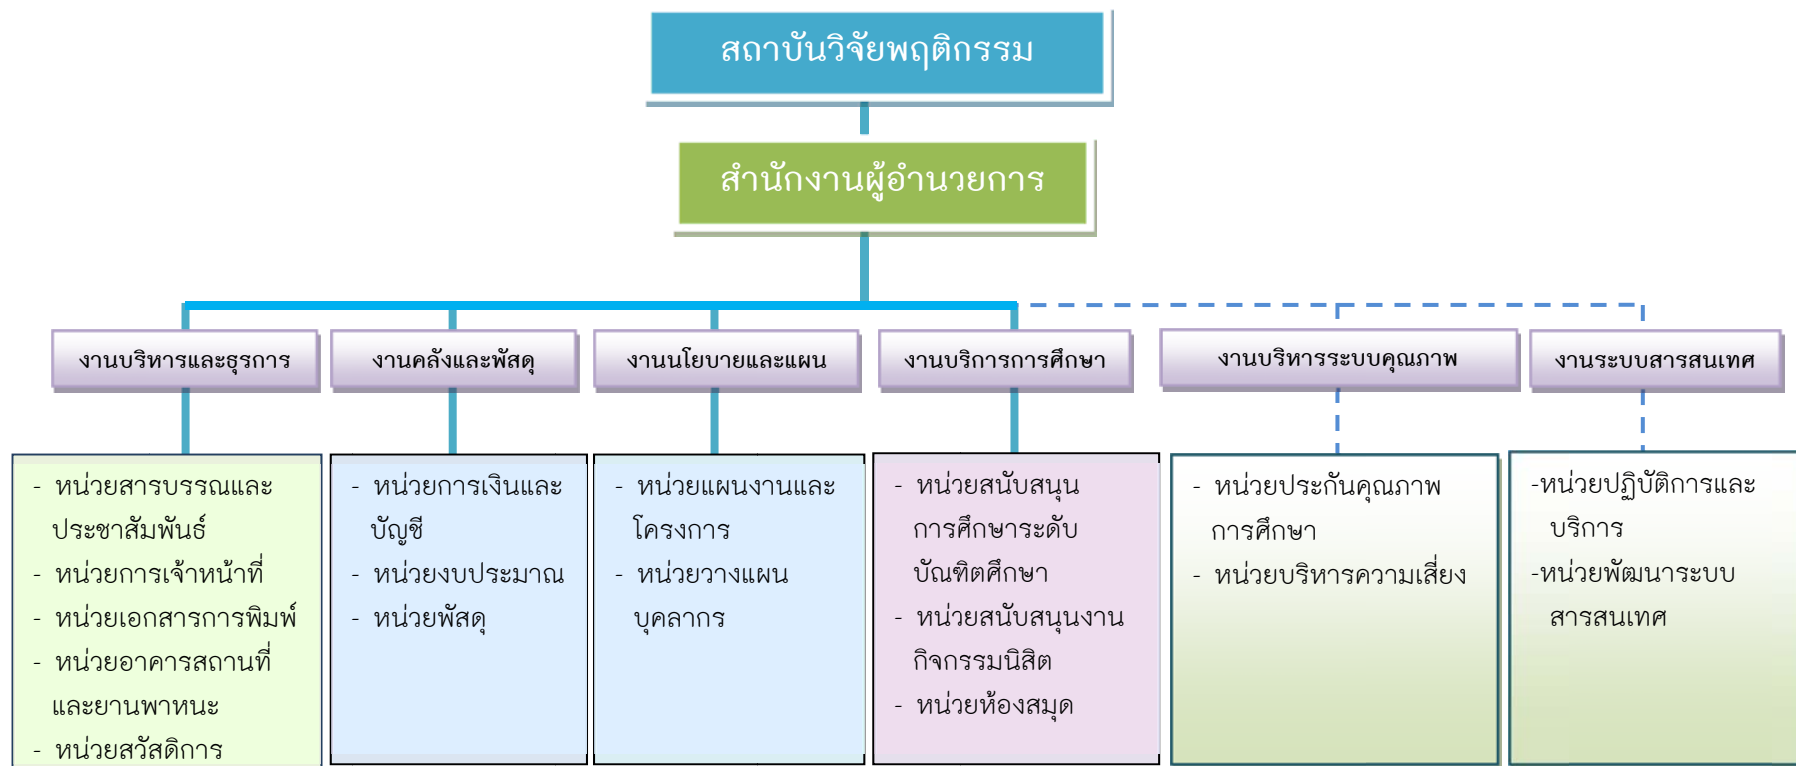 สถาบันวิจัยพฤติกรรม
สำนักงานผู้อำนวยการ
งานบริหารและธุรการ
งานคลังและพัสดุ
งานนโยบายและแผน
งานบริการการศึกษา
งานบริหารระบบคุณภาพ
งานระบบสารสนเทศ
- หน่วยสารบรรณและ
ประชาสัมพันธ์
- หน่วยการเจ้าหน้าที่
- หน่วยเอกสารการพิมพ์
- หน่วยอาคารสถานที่
และยานพาหนะ
- หน่วยสวัสดิการ
- หน่วยการเงินและ
บัญชี
- หน่วยงบประมาณ
- หน่วยพัสดุ
- หน่วยแผนงานและ
โครงการ
- หน่วยวางแผน
บุคลากร
- หน่วยสนับสนุน
การศึกษาระดับ
บัณฑิตศึกษา
- หน่วยสนับสนุนงาน
กิจกรรมนิสิต
- หน่วยห้องสมุด
- หน่วยประกันคุณภาพ
การศึกษา
- หน่วยบริหารความเสี่ยง
-หน่วยปฏิบัติการและ
บริการ
-หน่วยพัฒนาระบบ
สารสนเทศ